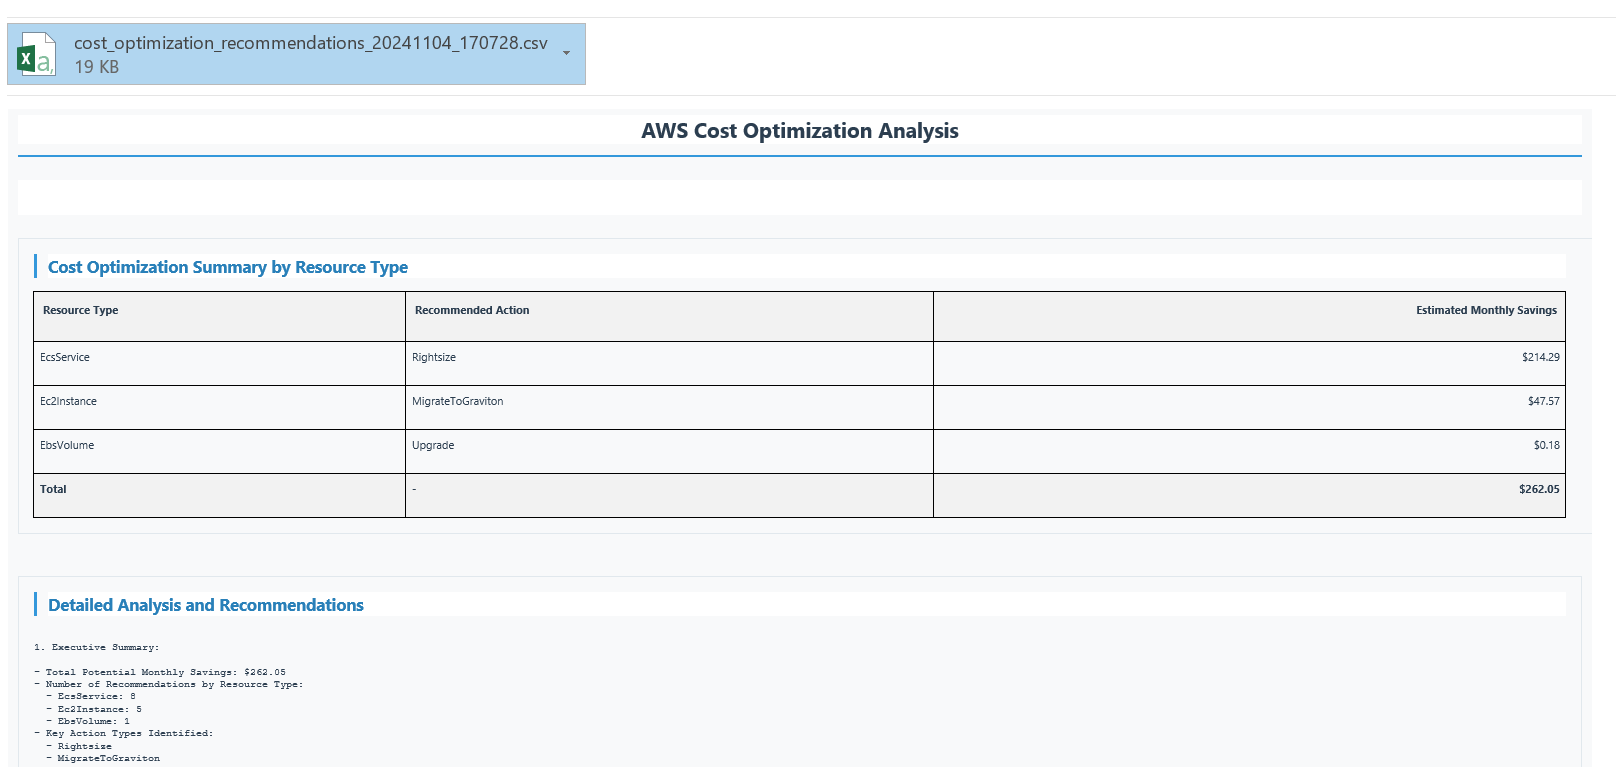 cost_optimization_recommendations_20241104_170728.csv
19 KB
AWS Cost Optimization Analysis
Cost Optimization Summary by Resource Type
Resource Type Recommended Action Estimated Monthly Savings
EcsService Rightsize $214.29
Ec2Instance MigrateToGraviton $47.57
EbsVolume Upgrade $0.18
Total - $262.05
Detailed Analysis and Recommendations
1. Executive Summary:
- Total Potential Monthly Savings: $262.05
- Number of Recommendations by Resource Type:
- EcsService: 8
- Ec2Instance: 5
- EbsVolume: 1
- Key Action Types Identified:
- Rightsize
- MigrateToGraviton